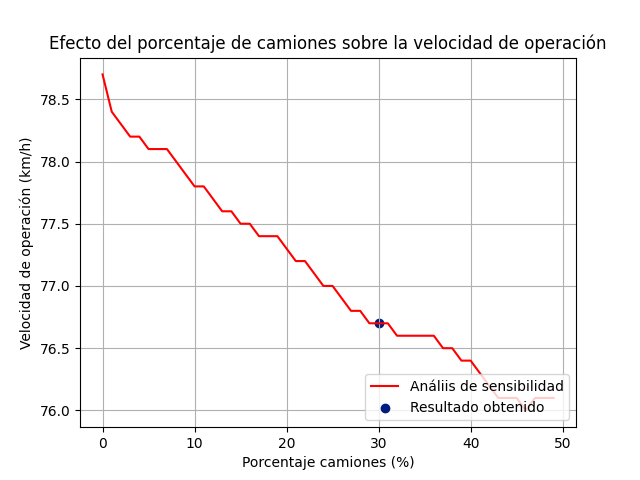 Efecto del porcentaje de camiones sobre la velocidad de operación
Velocidad de operación (km/h)
78.5
78.0
77.5
77.0
76.5
76.0
Análiis de sensibilidad
Resultado obtenido
0 10 20 30 40 50
Porcentaje camiones (%)